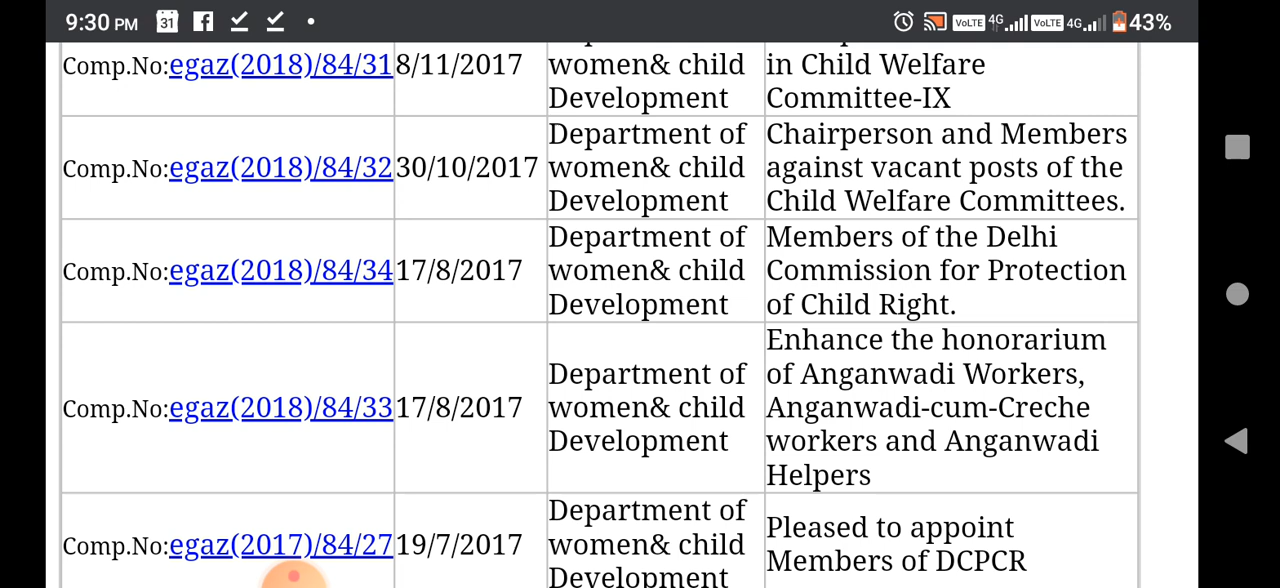 9:30 PM 31 VoLTE 4G VoLTE 4G 43%
Comp.No:egaz(2018)/84/31 8/11/2017 women& child Development in Child Welfare Committee-IX
Comp.No:egaz(2018)/84/32 30/10/2017 Department of women& child Development Chairperson and Members against vacant posts of the Child Welfare Committees.
Comp.No:egaz(2018)/84/34 17/8/2017 Department of women& child Development Members of the Delhi Commission for Protection of Child Right.
Comp.No:egaz(2018)/84/33 17/8/2017 Department of women& child Development Enhance the honorarium of Anganwadi Workers, Anganwadi-cum-Creche workers and Anganwadi Helpers
Comp.No:egaz(2017)/84/27 19/7/2017 Department of women& child Development Pleased to appoint Members of DCPCR